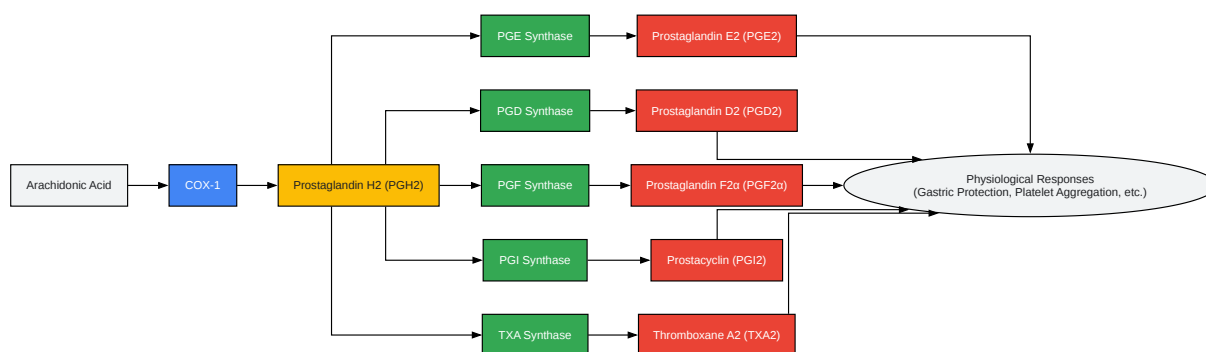 PGE Synthase
Prostaglandin E2 (PGE2)
PGD Synthase
Prostaglandin D2 (PGD2)
Arachidonic Acid
COX-1
Prostaglandin H2 (PGH2)
PGF Synthase
Prostaglandin F2α (PGF2α)
Physiological Responses
(Gastric Protection, Platelet Aggregation, etc.)
PGI Synthase
Prostacyclin (PGI2)
TXA Synthase
Thromboxane A2 (TXA2)